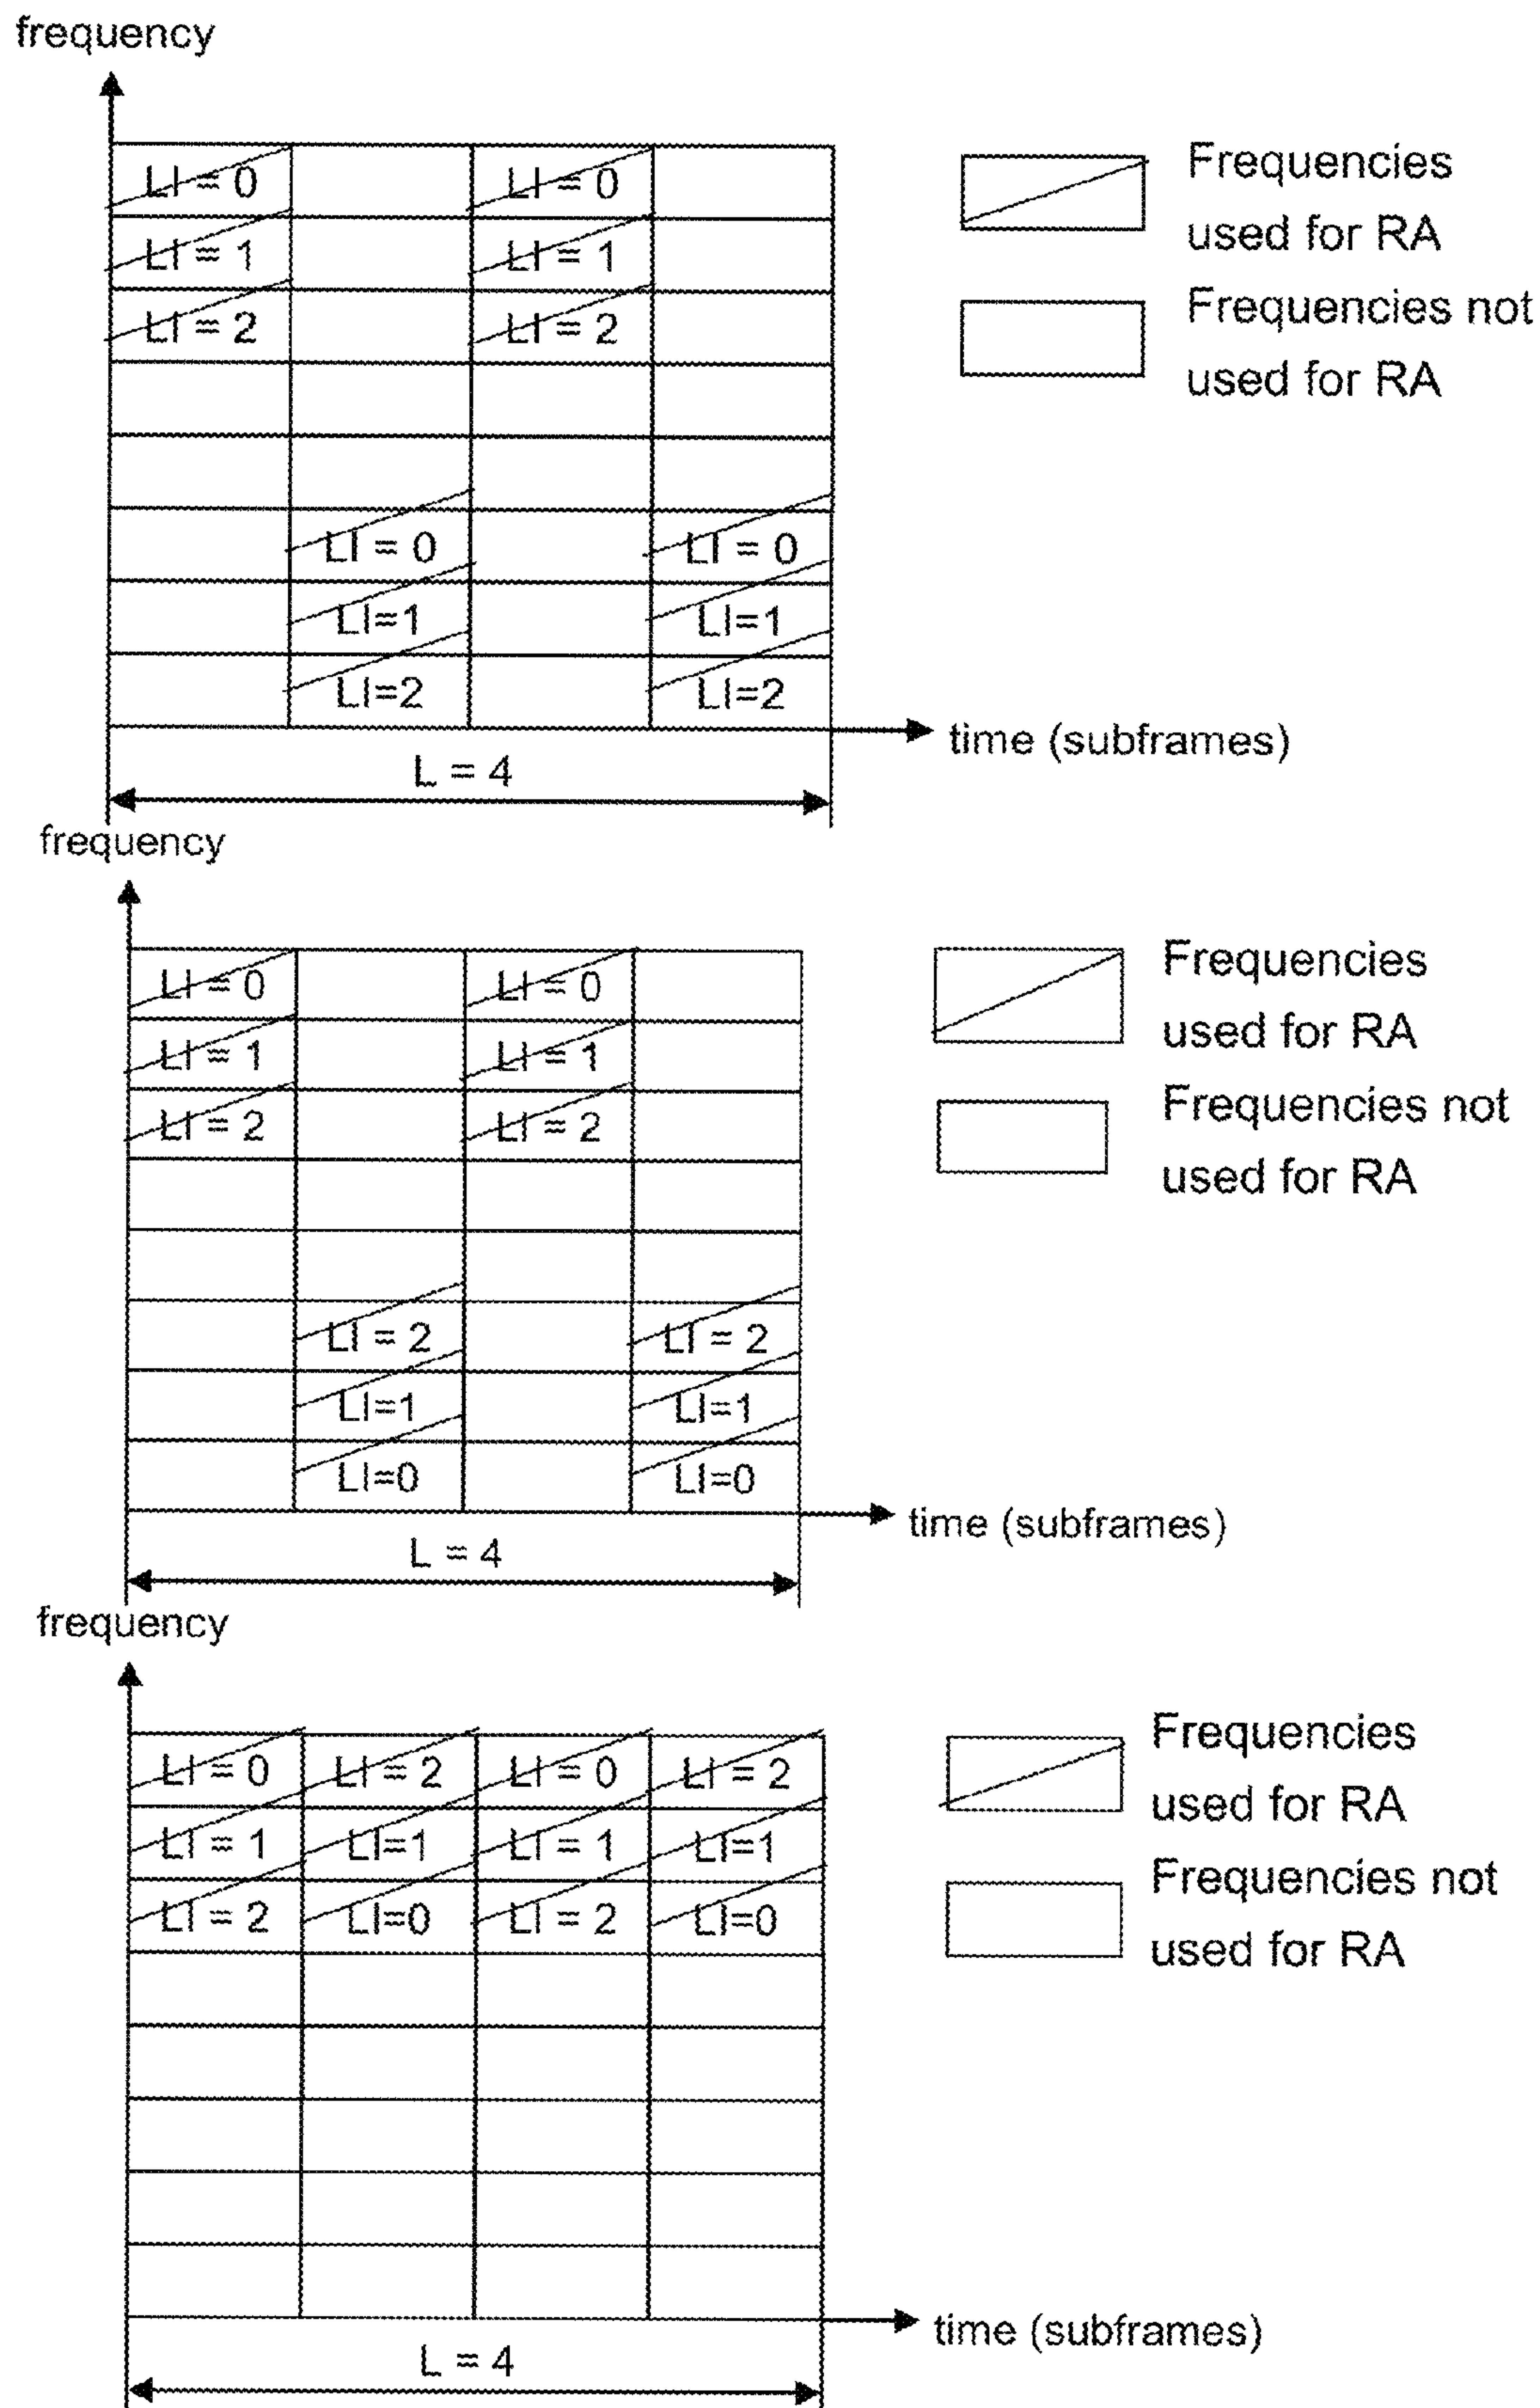 frequency
LI = 0 LI = 0
LI = 1 LI = 1
LI = 2 LI = 2
LI = 0 LI = 0
LI=1 LI=1
LI=2 LI=2
time (subframes)
L = 4
Frequencies
used for RA
Frequencies not
used for RA
frequency
LI = 0 LI = 0
LI = 1 LI = 1
LI = 2 LI = 2
LI = 2 LI = 2
LI=1 LI=1
LI=0 LI=0
time (subframes)
L = 4
Frequencies
used for RA
Frequencies not
used for RA
frequency
LI = 0 LI = 2 LI = 0 LI = 2
LI = 1 LI=1 LI = 1 LI=1
LI = 2 LI=0 LI = 2 LI=0
time (subframes)
L = 4
Frequencies
used for RA
Frequencies not
used for RA